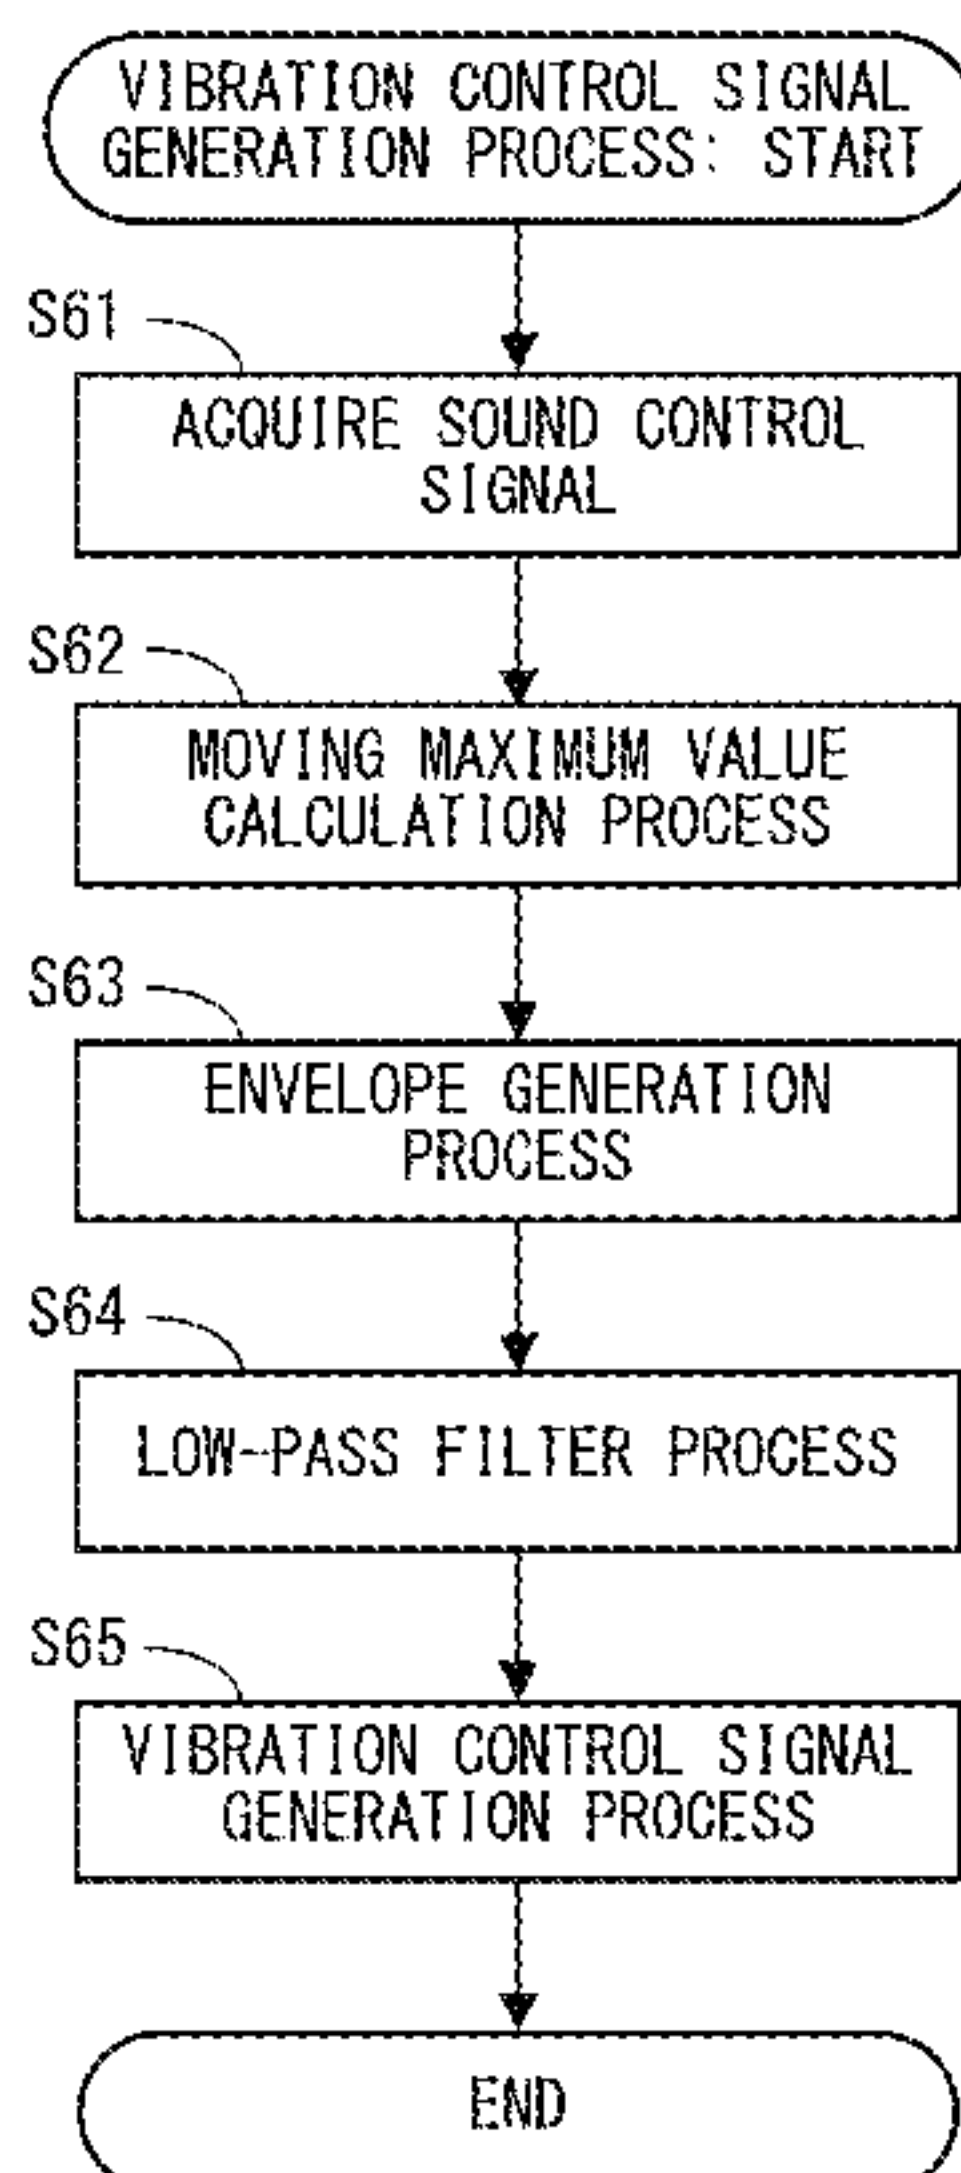 VIBRATION CONTROL SIGNAL
GENERATION PROCESS: START
S61
ACQUIRE SOUND CONTROL
SIGNAL
S62
MOVING MAXIMUM VALUE
CALCULATION PROCESS
S63
ENVELOPE GENERATION
PROCESS
S64
LOW-PASS FILTER PROCESS
S65
VIBRATION CONTROL SIGNAL
GENERATION PROCESS
END